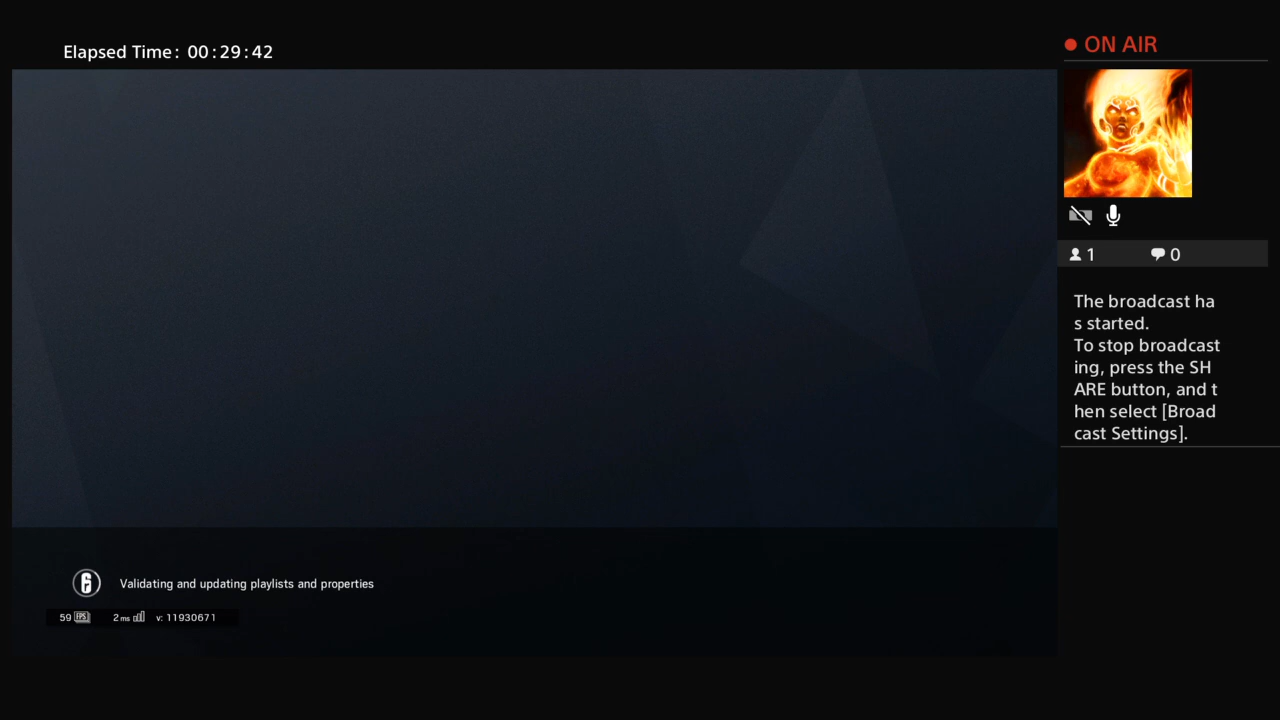 Elapsed Time: 00:29:42
ON AIR
1 0
The broadcast ha
s started.
To stop broadcast
ing, press the SH
ARE button, and t
hen select [Broad
cast Settings].
6 Validating and updating playlists and properties
59 FPS 2 ms v: 11930671